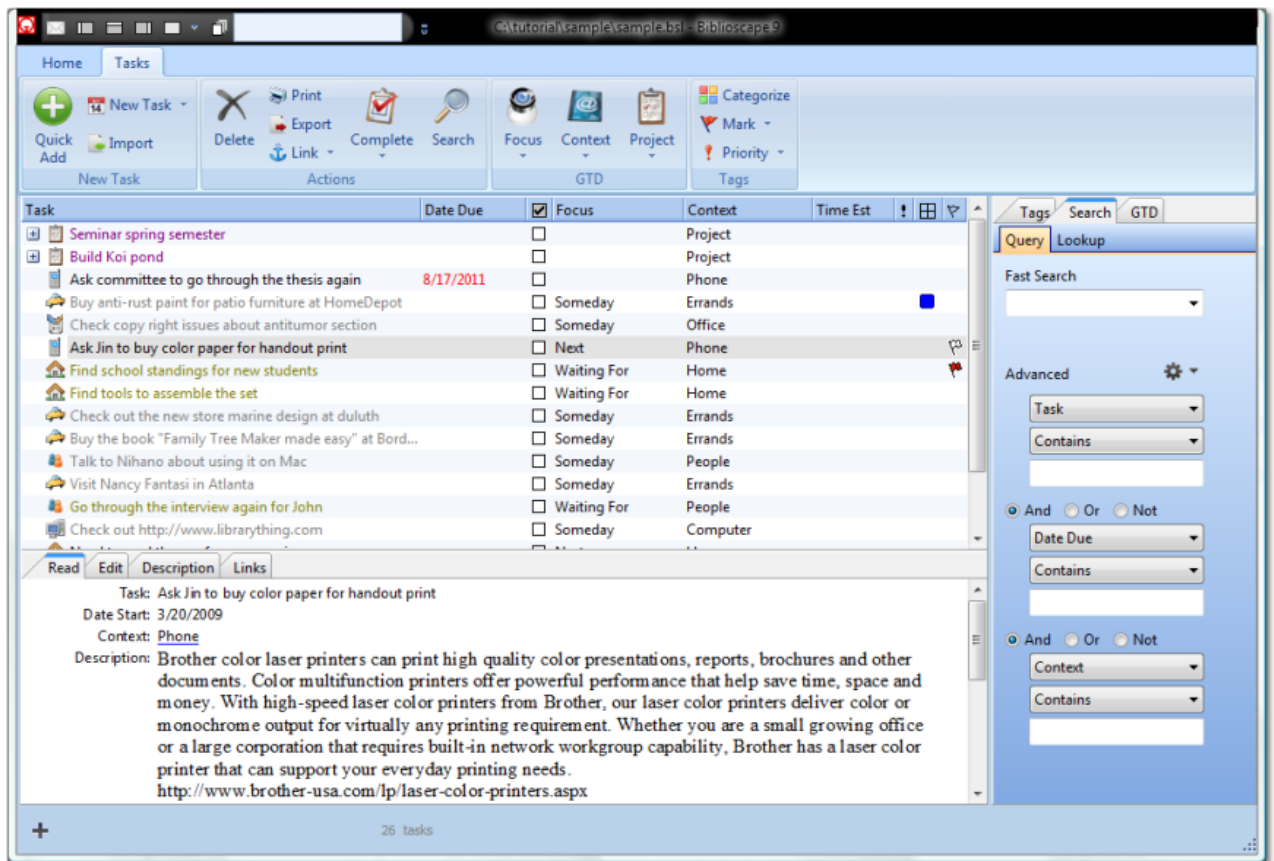 C:\tutorial\sample\sample.bsl - Biblioscape 9
Home Tasks
Quick Add
14 New Task
Import
New Task
Delete
Print
Export
Link
Complete
Search
Actions
Focus
Context
Project
GTD
Categorize
Mark
Priority
Tags
Task Date Due Focus Context Time Est !
Seminar spring semester Project
Build Koi pond Project
Ask committee to go through the thesis again 8/17/2011 Phone
Buy anti-rust paint for patio furniture at HomeDepot Someday Errands
Check copy right issues about antitumor section Someday Office
Ask Jin to buy color paper for handout print Next Phone
Find school standings for new students Waiting For Home
Find tools to assemble the set Waiting For Home
Check out the new store marine design at duluth Someday Errands
Buy the book "Family Tree Maker made easy" at Bord... Someday Errands
Talk to Nihano about using it on Mac Someday People
Visit Nancy Fantasi in Atlanta Someday Errands
Go through the interview again for John Waiting For People
Check out http://www.librarything.com Someday Computer
Read Edit Description Links
Task: Ask Jin to buy color paper for handout print
Date Start: 3/20/2009
Context: Phone
Description: Brother color laser printers can print high quality color presentations, reports, brochures and other
documents. Color multifunction printers offer powerful performance that help save time, space and
money. With high-speed laser color printers from Brother, our laser color printers deliver color or
monochrome output for virtually any printing requirement. Whether you are a small growing office
or a large corporation that requires built-in network workgroup capability, Brother has a laser color
printer that can support your everyday printing needs.
http://www.brother-usa.com/lp/laser-color-printers.aspx
26 tasks
Tags Search GTD
Query Lookup
Fast Search
Advanced
Task
Contains
And Or Not
Date Due
Contains
And Or Not
Context
Contains